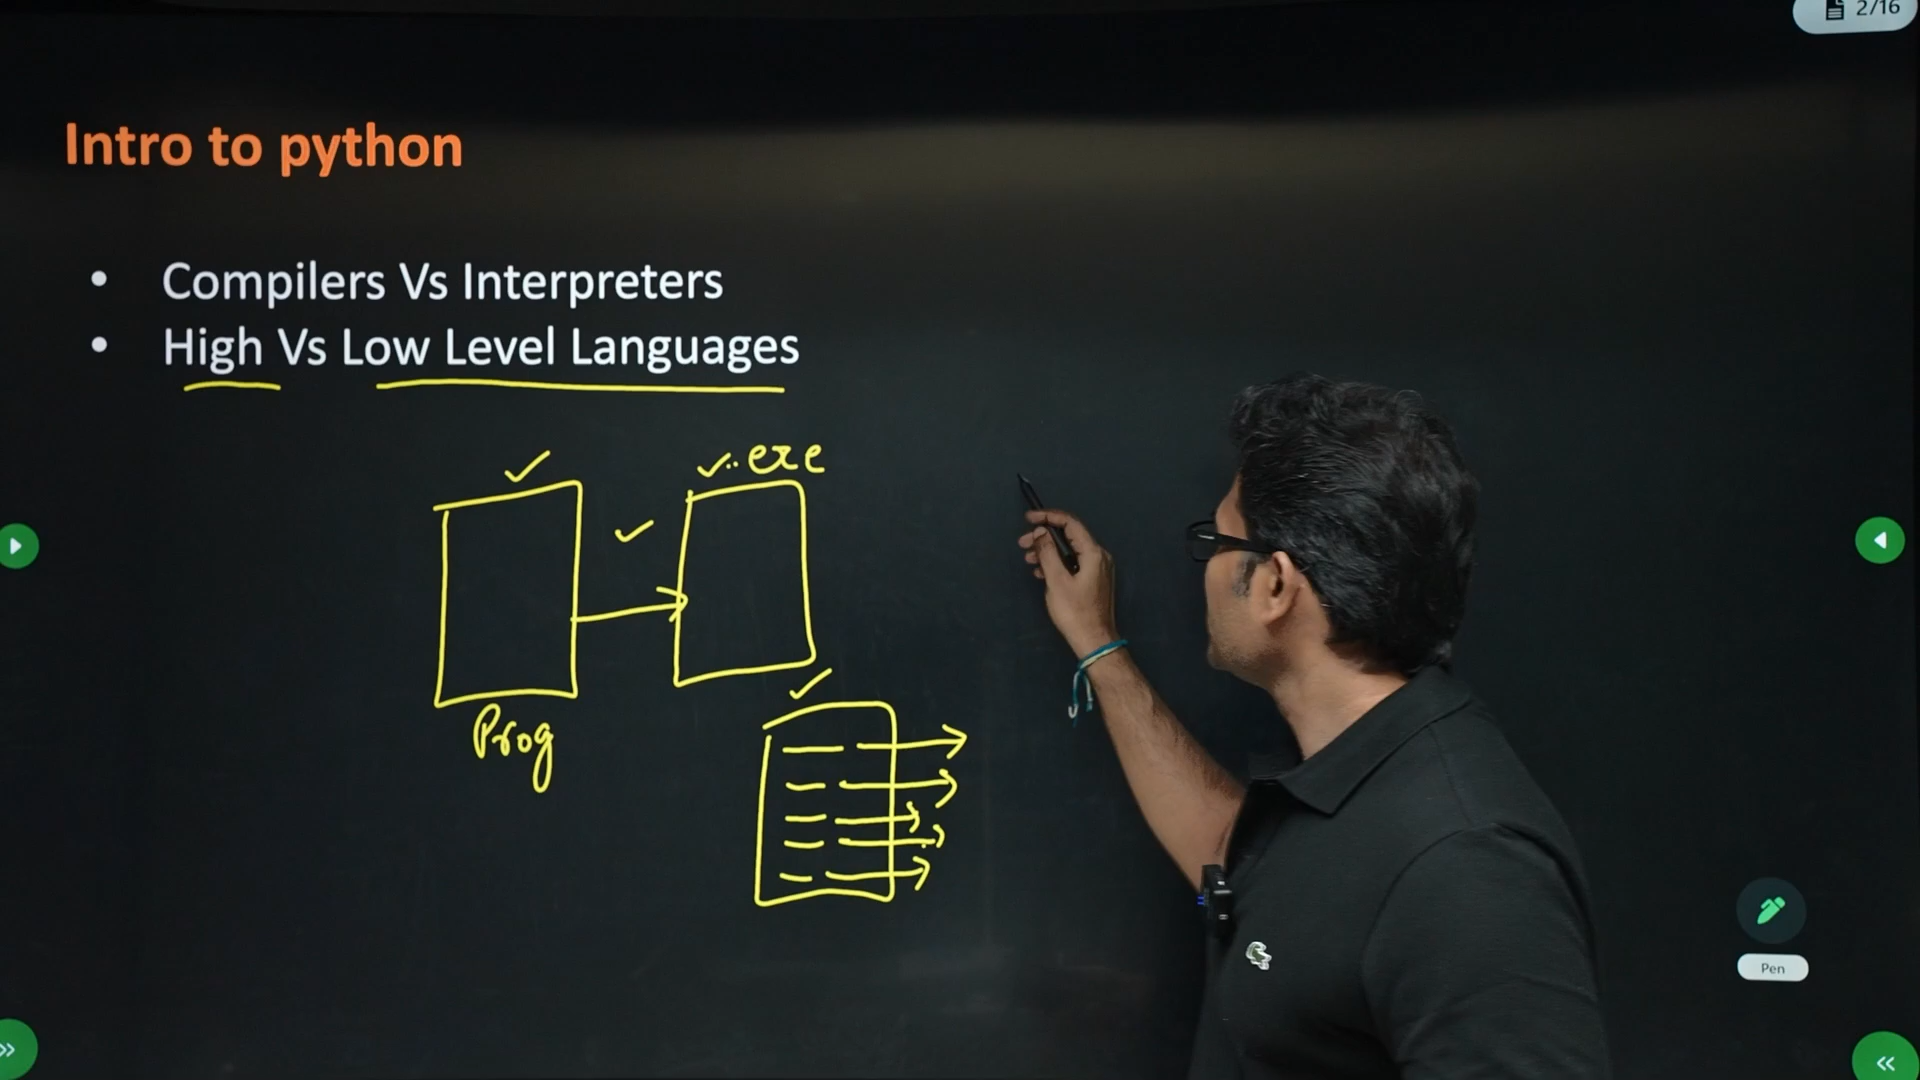 2/16
Intro to python
• Compilers Vs Interpreters
• High Vs Low Level Languages
.exe
Prog
Pen